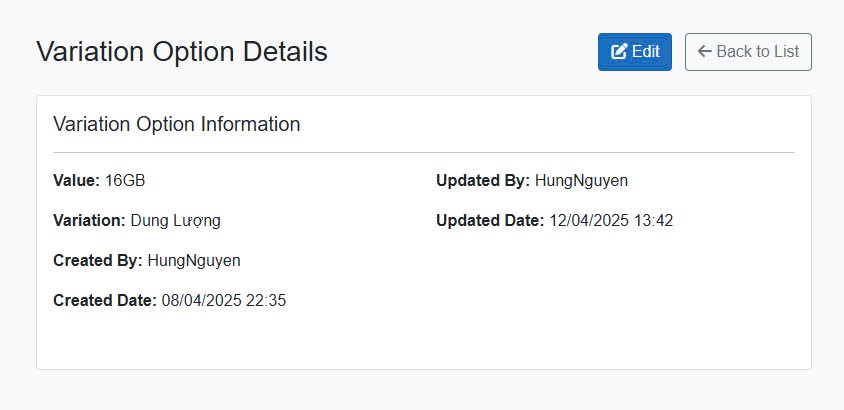 Variation Option Details
Edit
Back to List
Variation Option Information
Value: 16GB
Variation: Dung Lượng
Created By: HungNguyen
Created Date: 08/04/2025 22:35
Updated By: HungNguyen
Updated Date: 12/04/2025 13:42